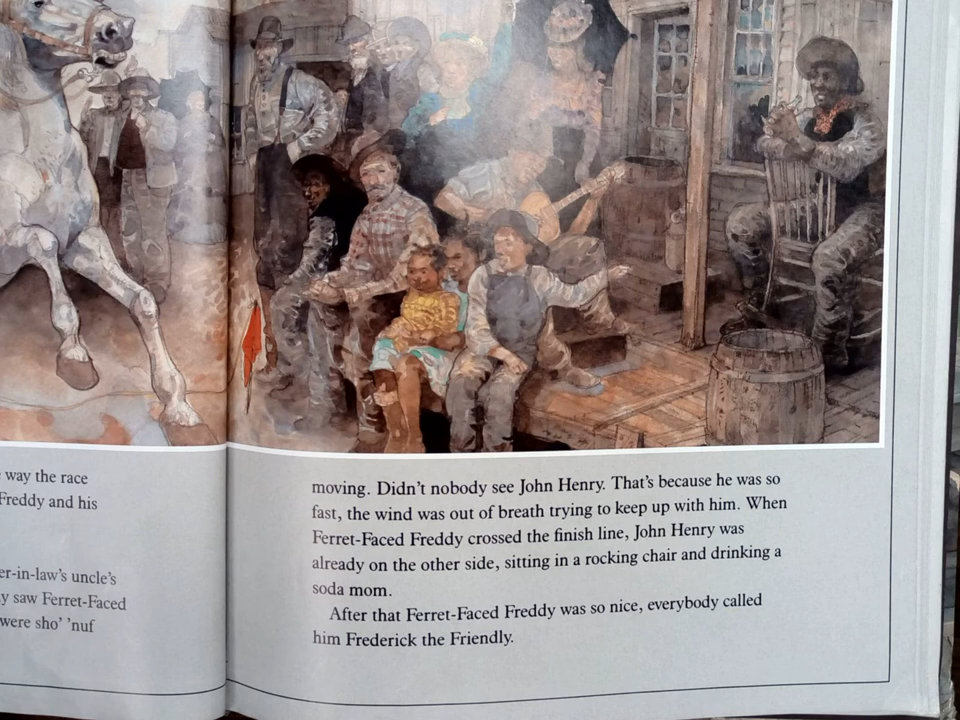 way the race
Freddy and his
er-in-law's uncle's
y saw Ferret-Faced
were sho' 'nuf
moving. Didn't nobody see John Henry. That's because he was so
fast, the wind was out of breath trying to keep up with him. When
Ferret-Faced Freddy crossed the finish line, John Henry was
already on the other side, sitting in a rocking chair and drinking a
soda mom.
After that Ferret-Faced Freddy was so nice, everybody called
him Frederick the Friendly.